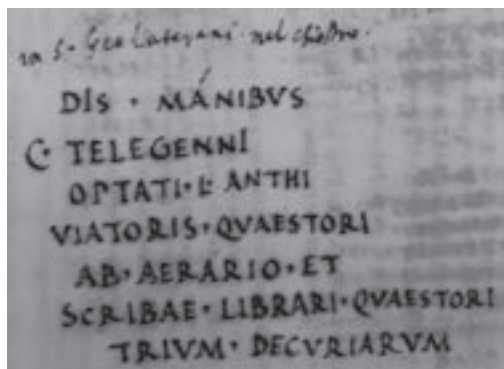 in S. Gio Laterani nel chiostro.
DIS · MÁNIBVS
C· TELEGENNI
OPTATI· L· ANTHI
VIATORIS · QVAESTORI
AB · AERARIO · ET
SCRIBAE · LIBRARI · QVAESTORI
TRIVM · DECVRIARVM